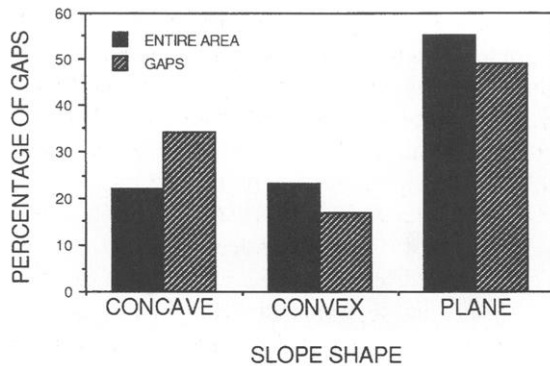 PERCENTAGE OF GAPS
60
50
40
30
20
10
0
ENTIRE AREA
GAPS
CONCAVE CONVEX PLANE
SLOPE SHAPE